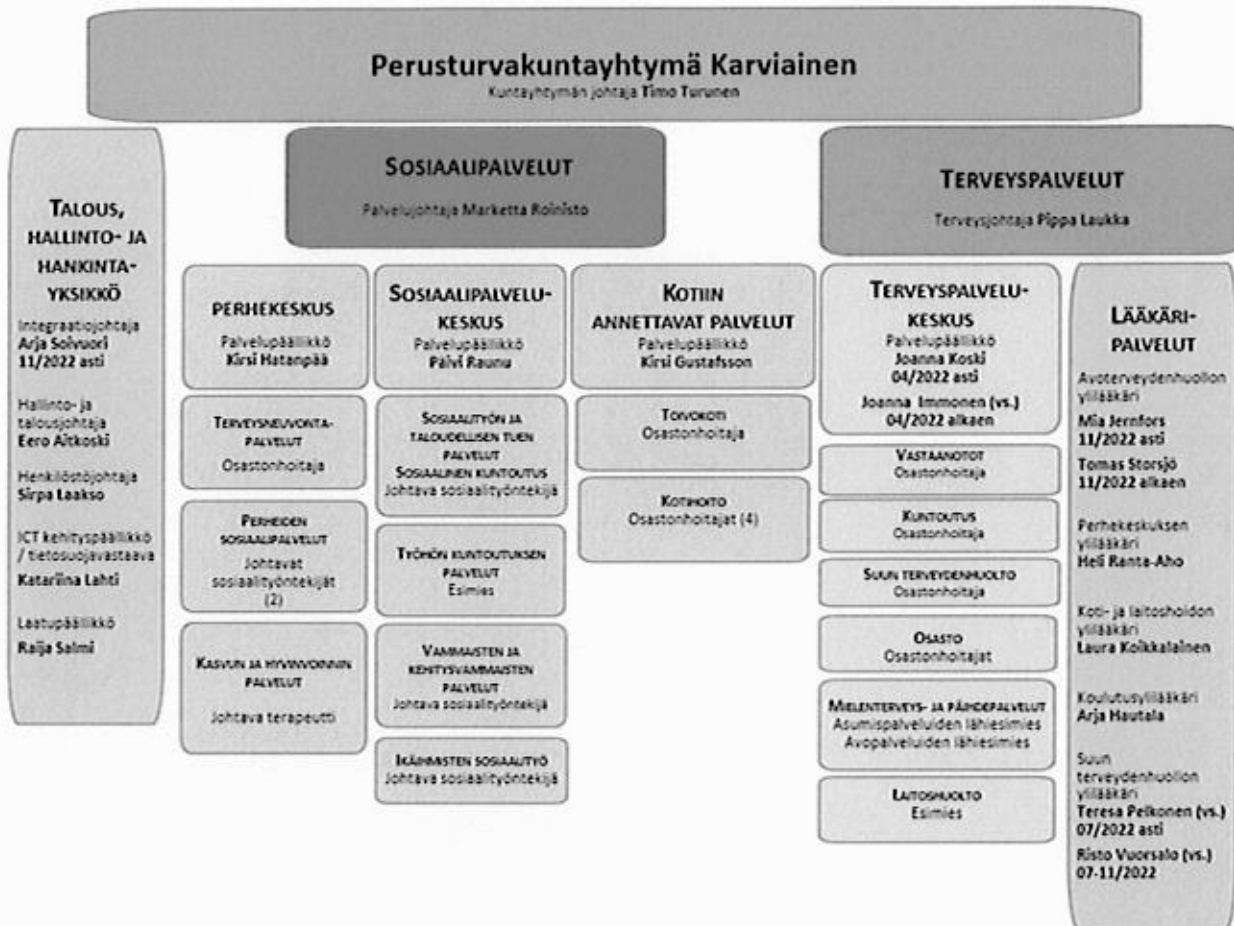 Perusturvakuntayhtymä Karviainen
Kuntayhtymän johtaja Timo Turunen
TALOUS,
HALLINTO- JA
HANKINTA-
YKSIKKÖ
Integraatiojohtaja
Arja Soivuori
11/2022 asti
Hallinto- ja
talousjohtaja
Eero Aitkoski
Henkilöstöjohtaja
Sirpa Laakso
ICT kehityspäällikkö
/ tietosuojavastaava
Katariina Lahti
Laatupäällikkö
Raija Salmi
SOSIAALIPALVELUT
Palvelujohtaja Marketta Roinisto
PERHEKESKUS
Palvelupäällikkö
Kirsi Hatanpää
TERVEYSNEUVONTA-
PALVELUT
Osastonhoitaja
PERHEIDEN
SOSIAALIPALVELUT
Johtavat
sosiaalityöntekijät
(2)
KASVUN JA HYVINVOINNIN
PALVELUT
Johtava terapeutti
SOSIAALIPALVELU-
KESKUS
Palvelupäällikkö
Päivi Raunu
SOSIAALITYÖN JA
TALOUDELLISEN TUEN
PALVELUT
SOSIAALINEN KUNTOUTUS
Johtava sosiaalityöntekijä
TYÖHÖN KUNTOUTUKSEN
PALVELUT
Esimies
VAMMAISTEN JA
KEHITYSVAMMAISTEN
PALVELUT
Johtava sosiaalityöntekijä
IKÄIHMISTEN SOSIAALITYÖ
Johtava sosiaalityöntekijä
KOTIIN
ANNETTAVAT PALVELUT
Palvelupäällikkö
Kirsi Gustafsson
TOIVOKOTI
Osastonhoitaja
KOTIHOITO
Osastonhoitajat (4)
TERVEYSPALVELUT
Terveysjohtaja Pippa Laukka
TERVEYSPALVELU-
KESKUS
Palvelupäällikkö
Joanna Koski
04/2022 asti
Joanna Immonen (vs.)
04/2022 alkaen
VASTAANOTOT
Osastonhoitaja
KUNTOUTUS
Osastonhoitaja
SUUN TERVEYDENHUOLTO
Osastonhoitaja
OSASTO
Osastonhoitajat
MIELENTERVEYS- JA PÄIHDEPALVELUT
Asumispalveluiden lähiesimies
Avopalveluiden lähiesimies
LAITOSHUOLTO
Esimies
LÄÄKÄRI-
PALVELUT
Avoterveydenhuollon
ylilääkäri
Mia Jernfors
11/2022 asti
Tomas Storsjö
11/2022 alkaen
Perhekeskuksen
ylilääkäri
Heli Ranta-Aho
Koti- ja laitoshoidon
ylilääkäri
Laura Koikkalainen
Koulutusylilääkäri
Arja Hautala
Suun
terveydenhuollon
ylilääkäri
Teresa Pelkonen (vs.)
07/2022 asti
Risto Vuorsalo (vs.)
07-11/2022